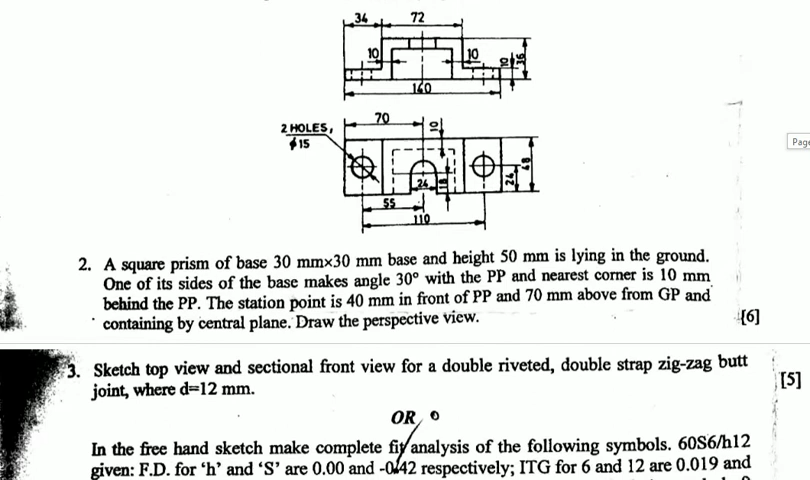 34
72
10
10
10
36
140
70
10
2 HOLES,
ϕ15
24
18
24
48
55
110
Page
2. A square prism of base 30 mm×30 mm base and height 50 mm is lying in the ground.
One of its sides of the base makes angle 30° with the PP and nearest corner is 10 mm
behind the PP. The station point is 40 mm in front of PP and 70 mm above from GP and
containing by central plane. Draw the perspective view.
[6]
3. Sketch top view and sectional front view for a double riveted, double strap zig-zag butt
joint, where d=12 mm.
[5]
OR
In the free hand sketch make complete fit analysis of the following symbols. 60S6/h12
given: F.D. for 'h' and 'S' are 0.00 and -0.42 respectively; ITG for 6 and 12 are 0.019 and